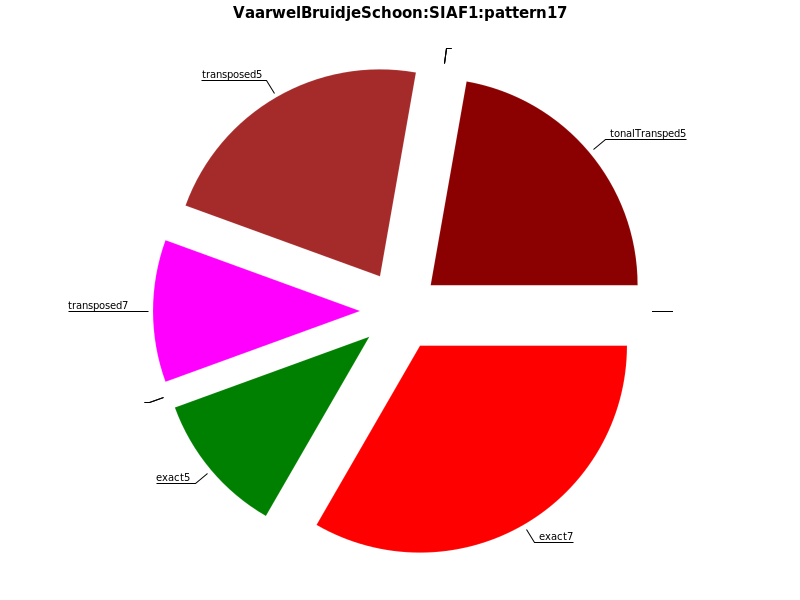 VaarwelBruidjeSchoon:SIAF1:pattern17
transposed5
tonalTransped5
transposed7
exact5
exact7